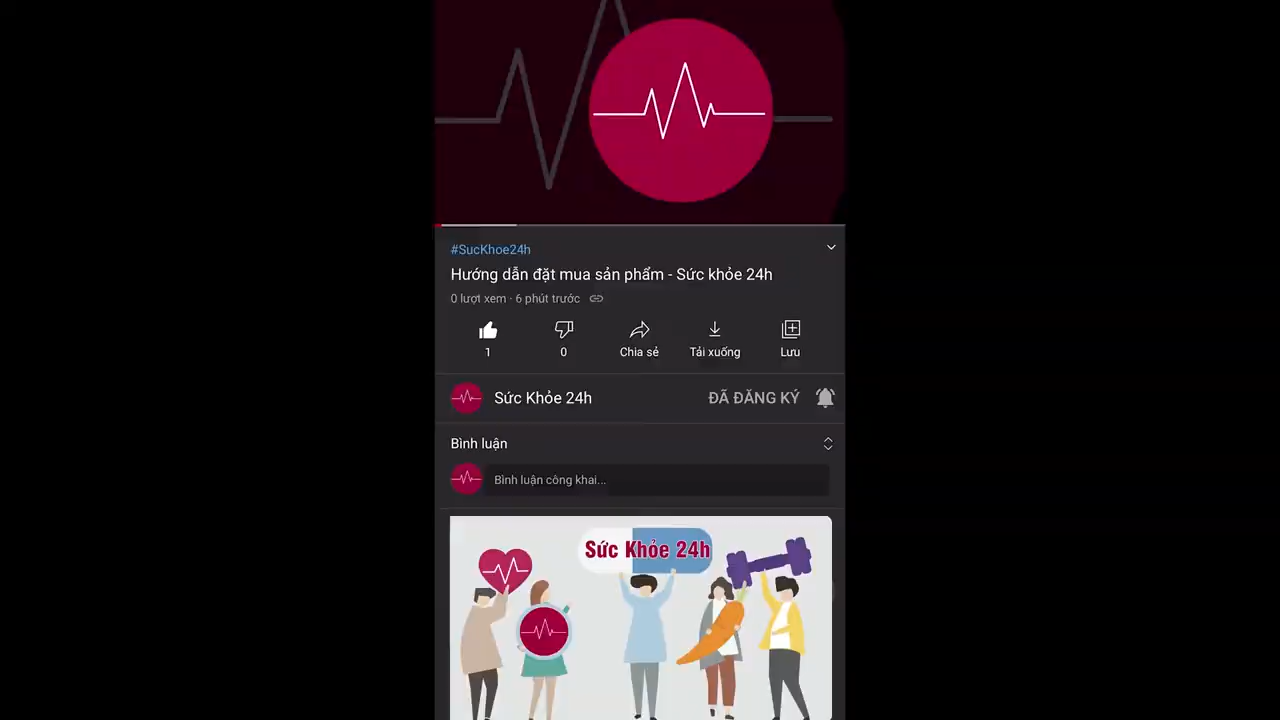 #SucKhoe24h
Hướng dẫn đặt mua sản phẩm - Sức khỏe 24h
0 lượt xem · 6 phút trước
1
0
Chia sẻ
Tải xuống
Lưu
Sức Khỏe 24h
ĐÃ ĐĂNG KÝ
Bình luận
Bình luận công khai...
Sức Khỏe 24h